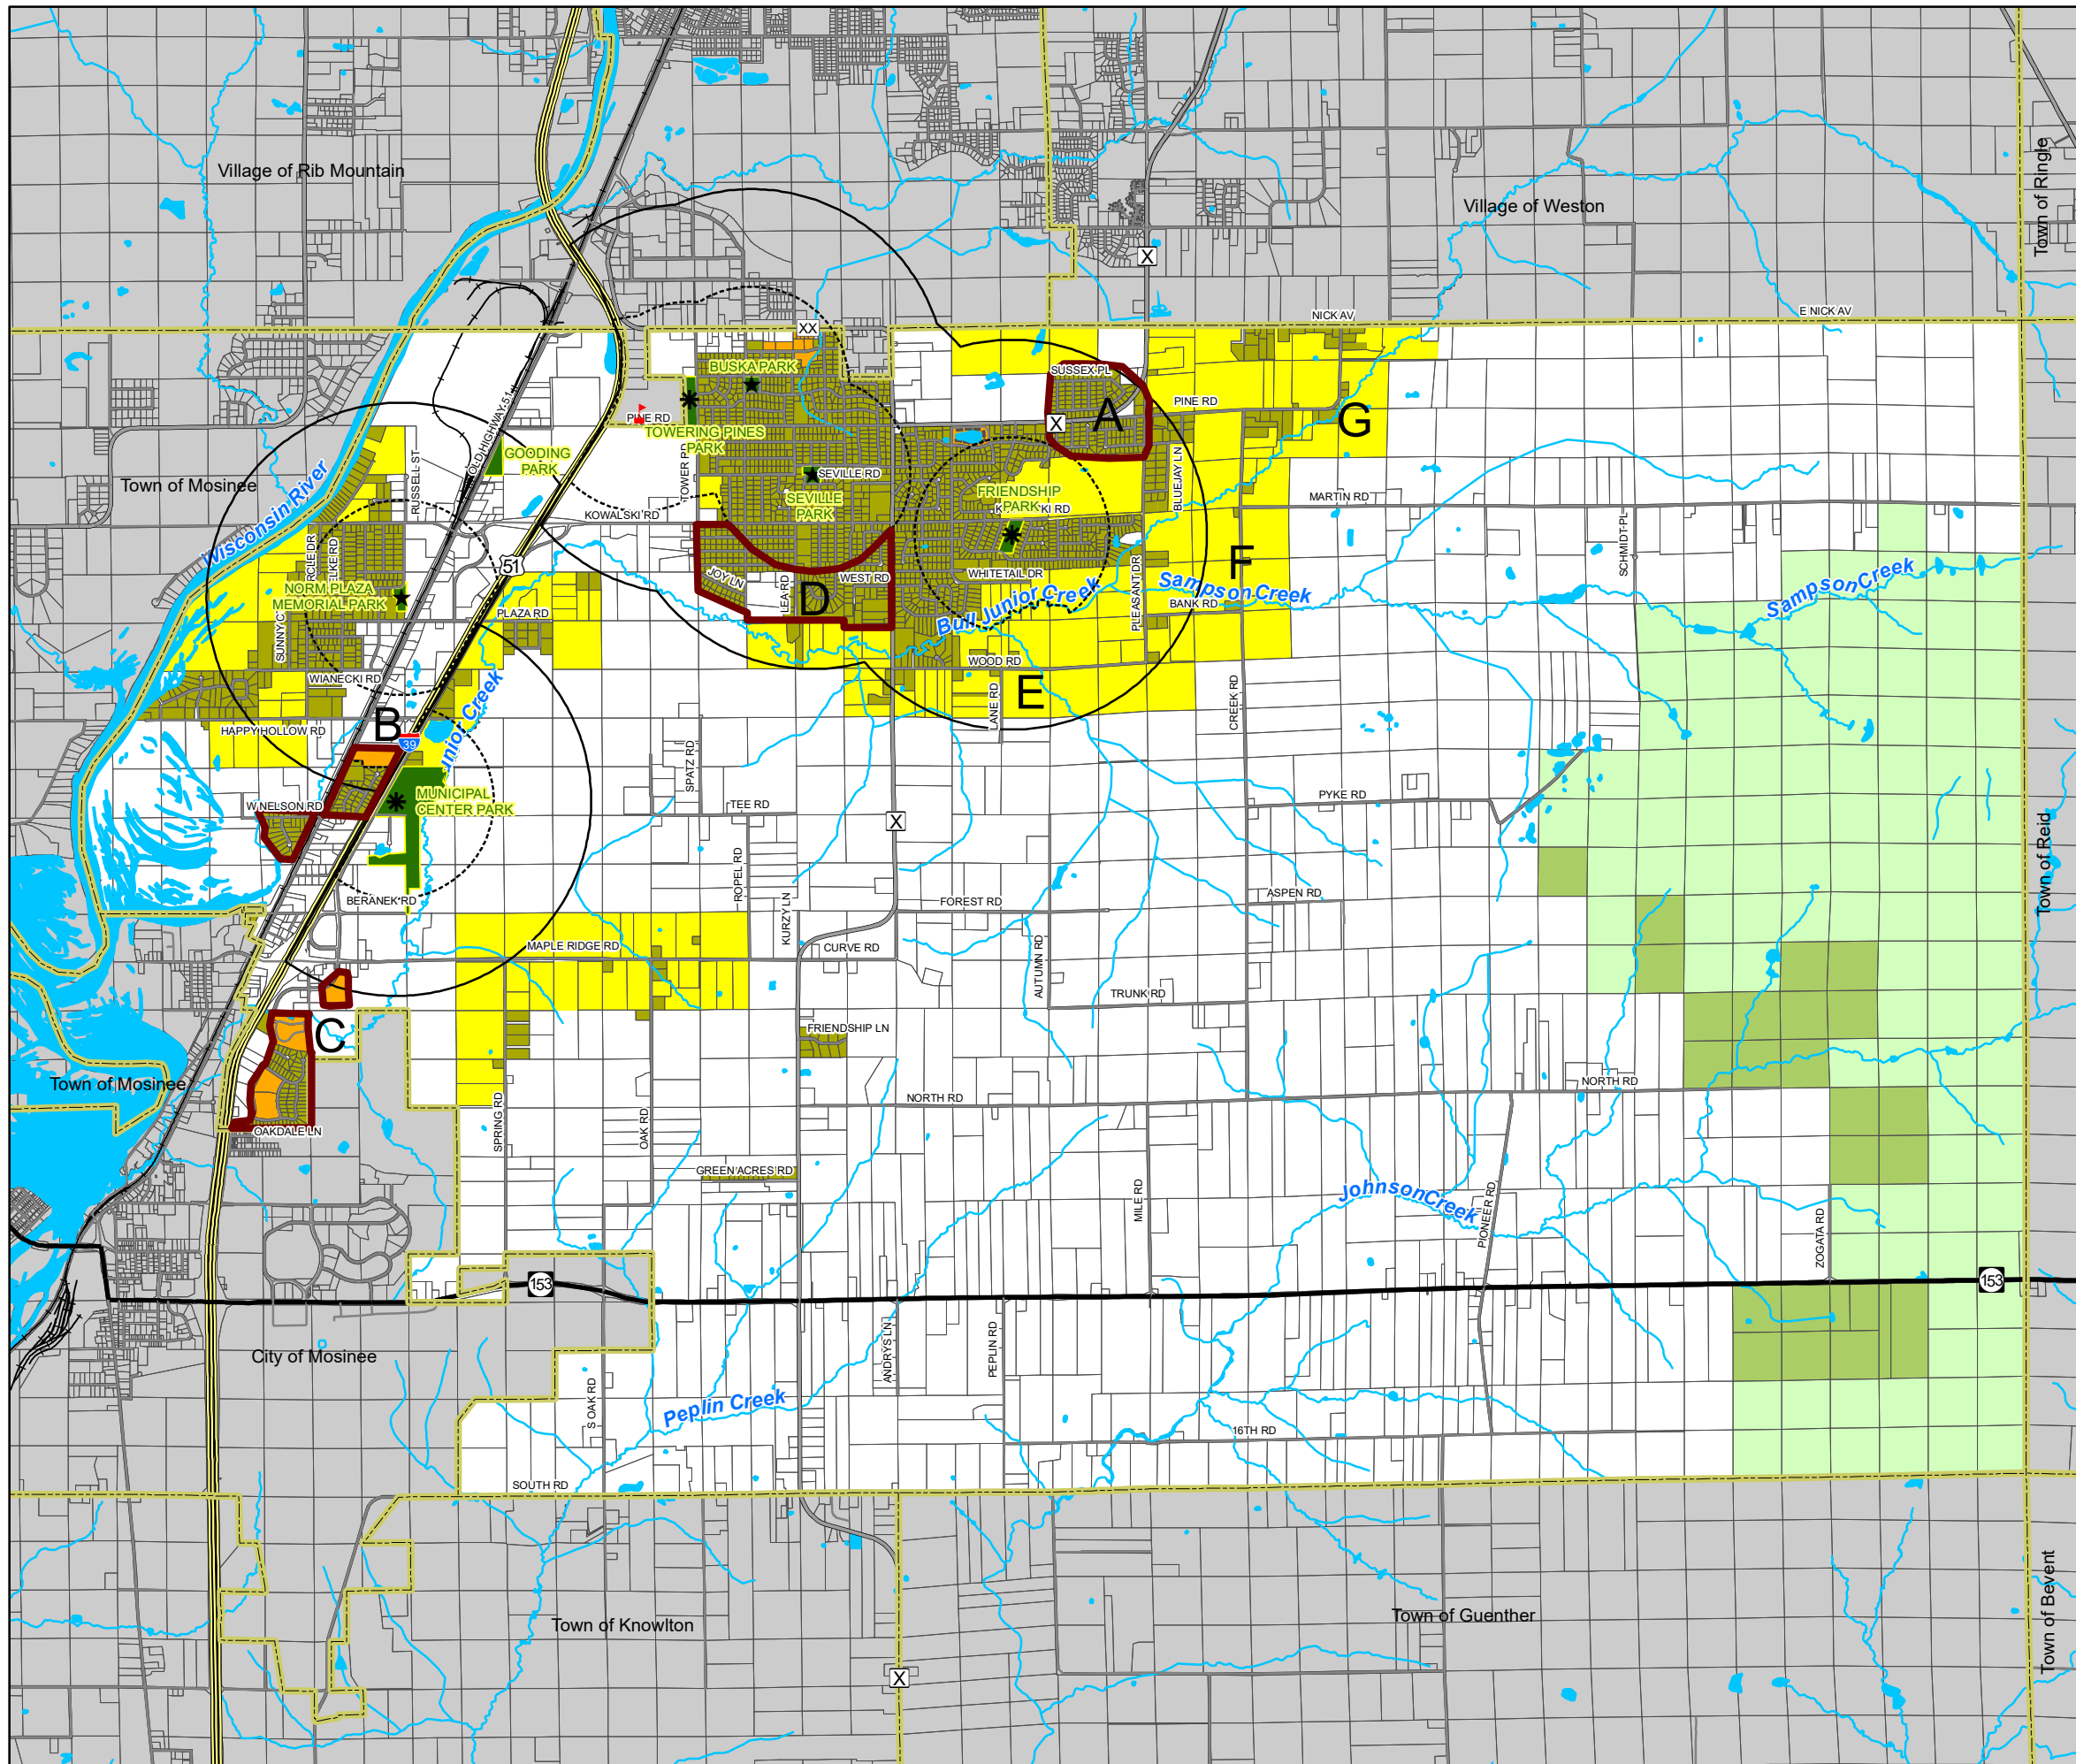 Village of Rib Mountain
Village of Weston
Town of Ringle
X
NICK AV
E NICK AV
XX
BUSKA PARK
SUSSEX PL
A
PINE RD
G
PINE RD
X
TOWERING PINES
PARK
OLD HIGHWAY 51
GOODING
PARK
RUSSELL ST
TOWER RD
SEVILLE RD
SEVILLE
PARK
FRIENDSHIP
PARK
BLUEJAY LN
MARTIN RD
Town of Mosinee
Wisconsin River
KOWALSKI RD
SCHMIDT PL
51
F
JOY LN
LEA RD
WEST RD
D
WHITETAIL DR
PLEASANT DR
Sampson Creek
Sampson Creek
BANK RD
Bull Junior Creek
NORM PLAZA
MEMORIAL PARK
PLAZA RD
WOOD RD
WIANECKI RD
E
LANE RD
CREEK RD
HAPPY HOLLOW RD
B
39
SPATZ RD
W NELSON RD
MUNICIPAL
CENTER PARK
TEE RD
PYKE RD
X
Town of Reid
ROPEL RD
KURZY LN
BERANEK RD
FOREST RD
ASPEN RD
MAPLE RIDGE RD
CURVE RD
AUTUMN RD
TRUNK RD
C
FRIENDSHIP LN
Town of Mosinee
OAKDALE LN
SPRING RD
OAK RD
NORTH RD
NORTH RD
GREEN ACRES RD
MILE RD
Johnson Creek
PIONEER RD
ZOGATA RD
153
153
City of Mosinee
ANDRYS LN
PEPLIN RD
S OAK RD
Peplin Creek
16TH RD
SOUTH RD
Town of Knowlton
Town of Guenther
Town of Bevent
X